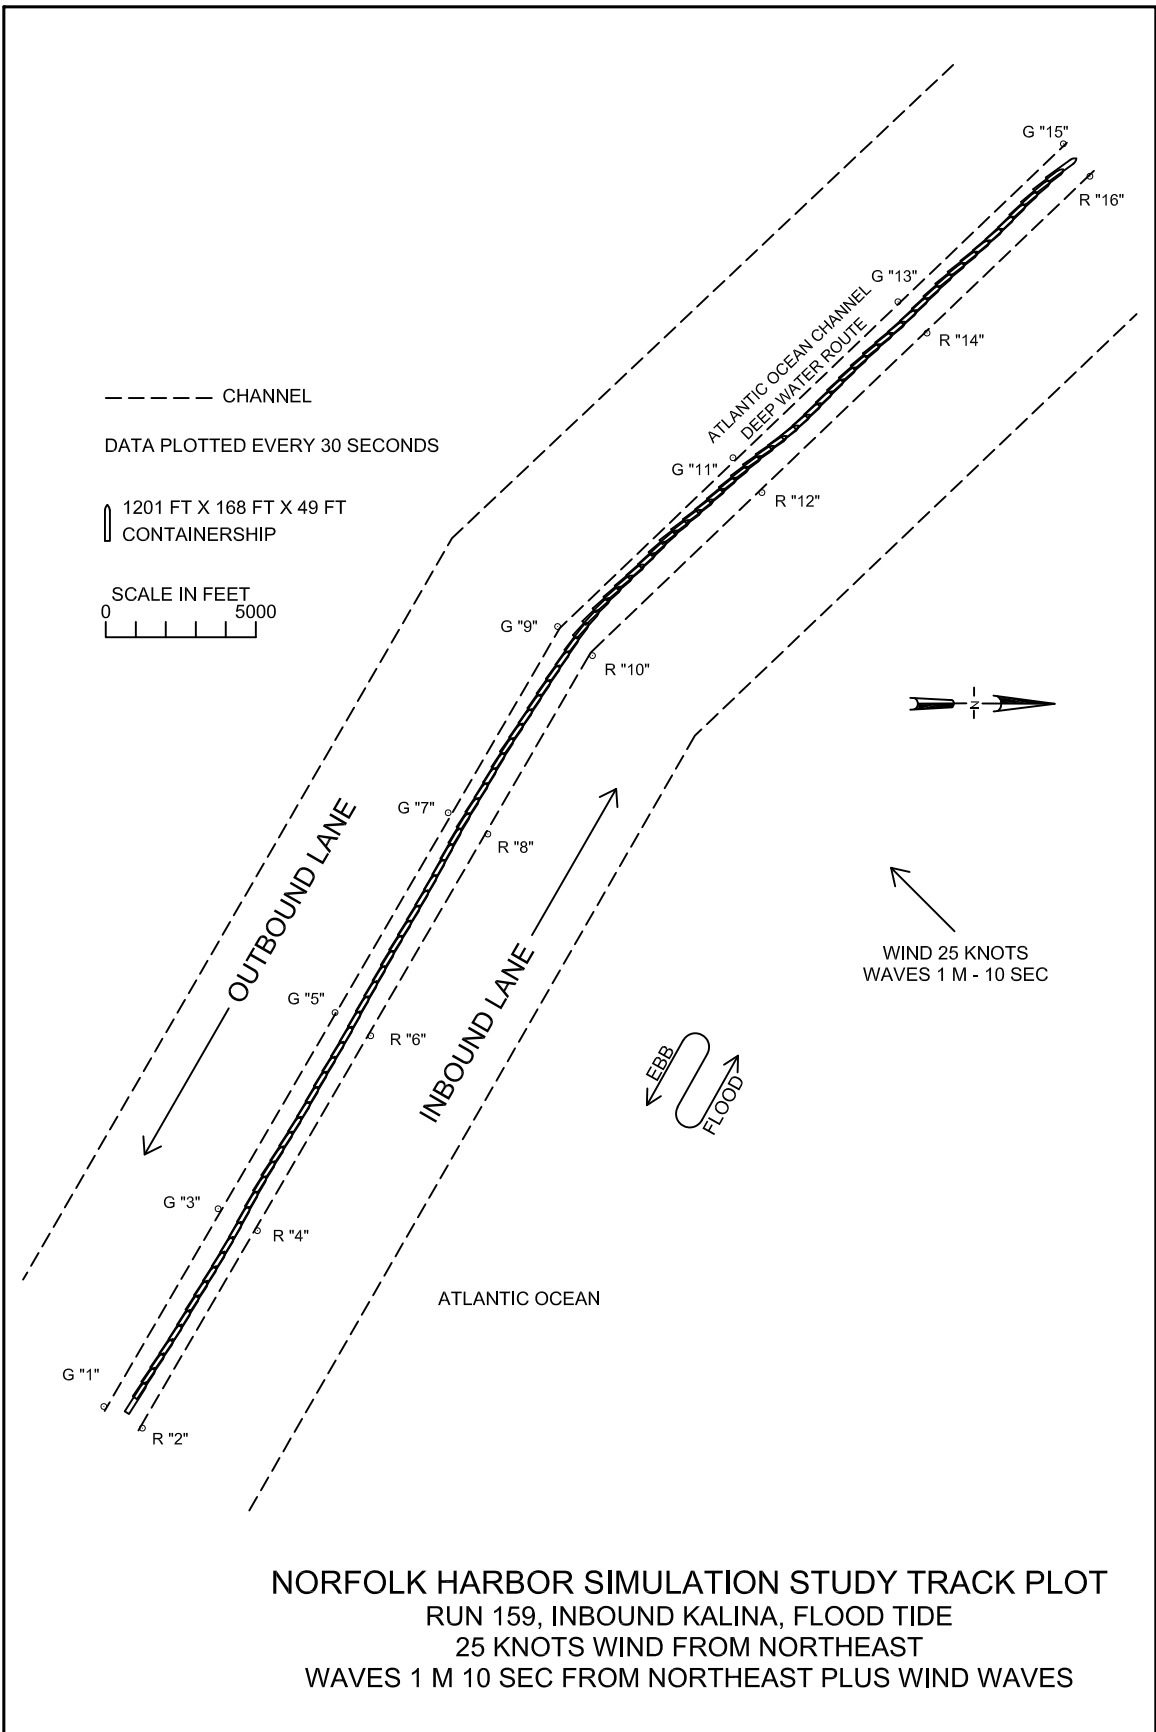 G "15"
R "16"
G "13"
ATLANTIC OCEAN CHANNEL
DEEP WATER ROUTE
R "14"
CHANNEL
DATA PLOTTED EVERY 30 SECONDS
G "11"
R "12"
1201 FT X 168 FT X 49 FT
CONTAINERSHIP
SCALE IN FEET
0 5000
G "9"
R "10"
N
G "7"
R "8"
OUTBOUND LANE
INBOUND LANE
WIND 25 KNOTS
WAVES 1 M - 10 SEC
G "5"
R "6"
EBB
FLOOD
G "3"
R "4"
ATLANTIC OCEAN
G "1"
R "2"
NORFOLK HARBOR SIMULATION STUDY TRACK PLOT
RUN 159, INBOUND KALINA, FLOOD TIDE
25 KNOTS WIND FROM NORTHEAST
WAVES 1 M 10 SEC FROM NORTHEAST PLUS WIND WAVES